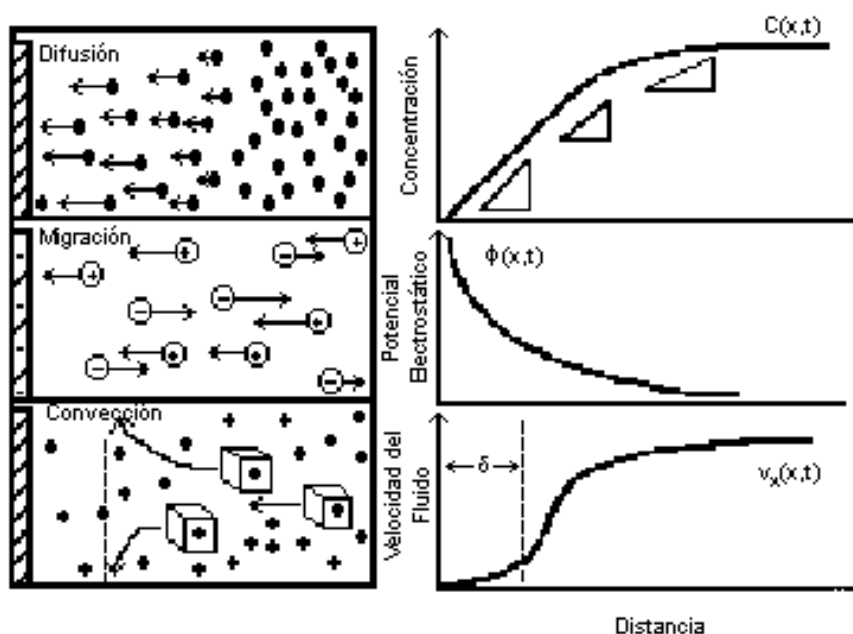 Difusión
Concentración
C(x,t)
Migración
Potencial
Electrostático
ϕ(x,t)
Convección
Velocidad del
Fluido
δ
vₓ(x,t)
Distancia